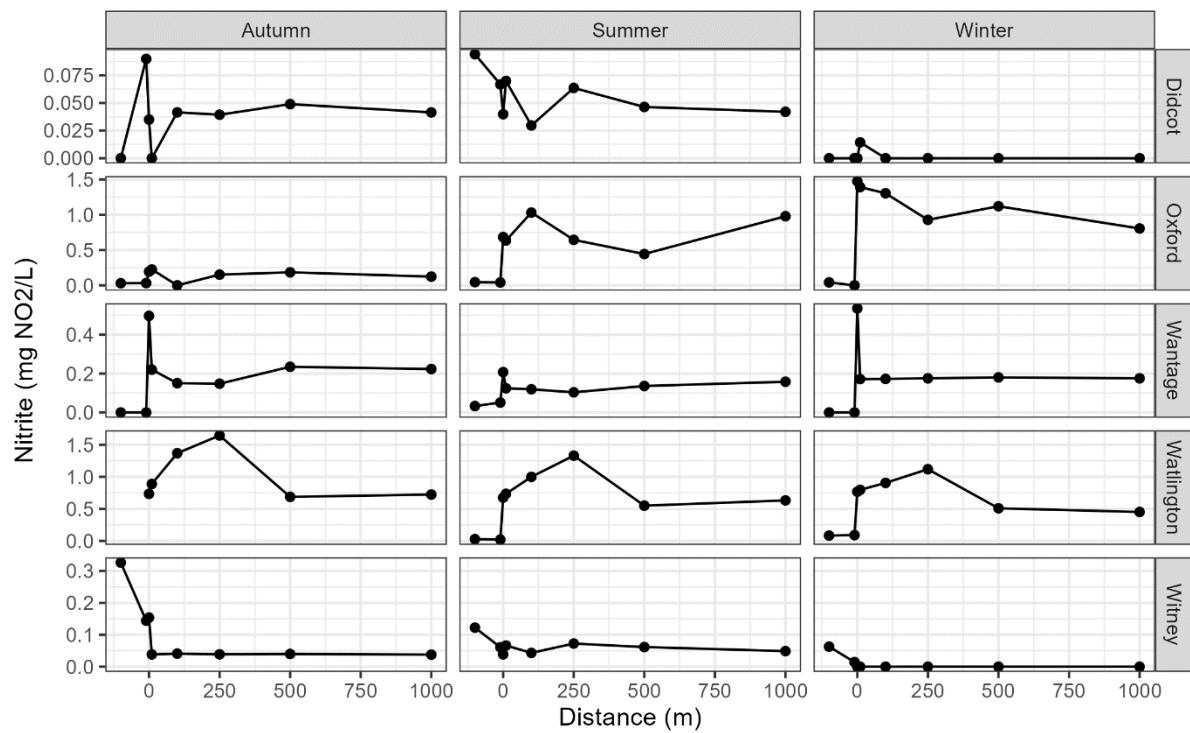 Autumn Summer Winter
Nitrite (mg NO2/L)
0.075
0.050
0.025
0.000
Didcot
1.5
1.0
0.5
0.0
Oxford
0.4
0.2
0.0
Wantage
1.5
1.0
0.5
0.0
Watlington
0.3
0.2
0.1
0.0
Witney
0 250 500 750 1000 0 250 500 750 1000 0 250 500 750 1000
Distance (m)